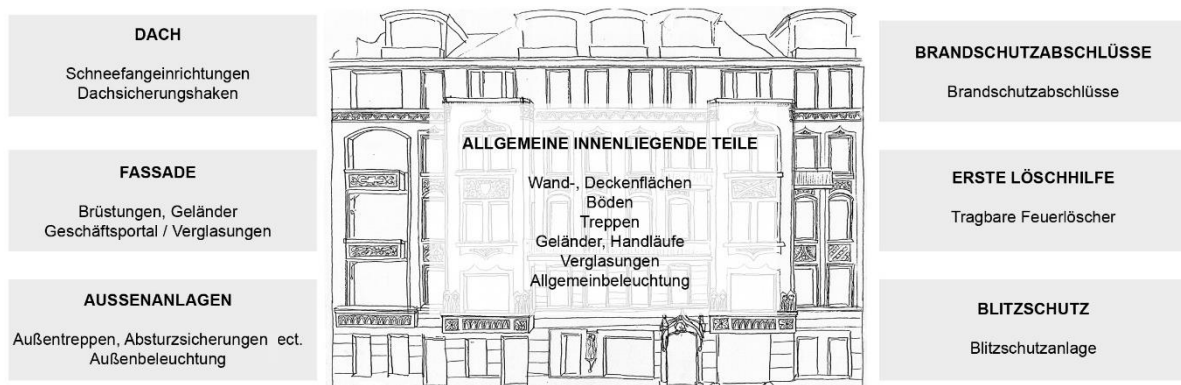 DACH
Schneefangeinrichtungen
Dachsicherungshaken
FASSADE
Brüstungen, Geländer
Geschäftsportal / Verglasungen
AUSSENANLAGEN
Außentreppen, Absturzsicherungen ect.
Außenbeleuchtung
ALLGEMEINE INNENLIEGENDE TEILE
Wand-, Deckenflächen
Böden
Treppen
Geländer, Handläufe
Verglasungen
Allgemeinbeleuchtung
BRANDSCHUTZABSCHLÜSSE
Brandschutzabschlüsse
ERSTE LÖSCHHILFE
Tragbare Feuerlöscher
BLITZSCHUTZ
Blitzschutzanlage